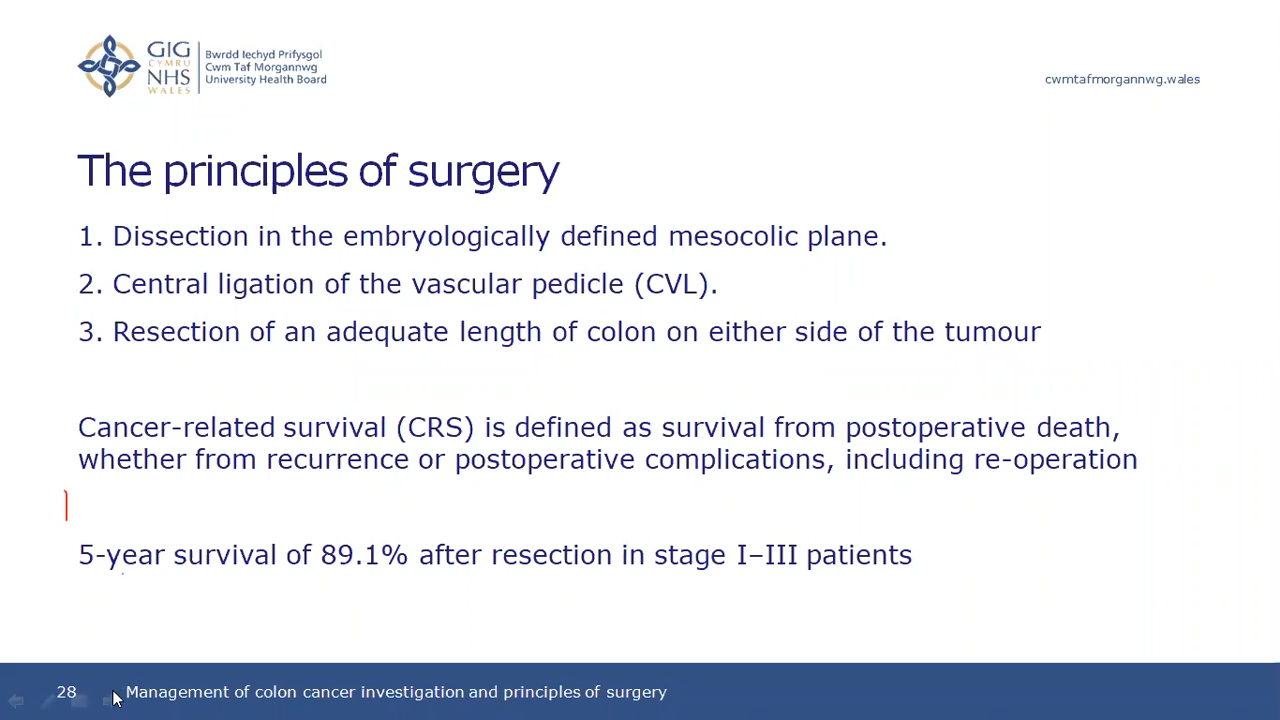 GIG
CYMRU
NHS
WALES
Bwrdd Iechyd Prifysgol
Cwm Taf Morgannwg
University Health Board
cwmtafmorgannwg.wales
The principles of surgery
1. Dissection in the embryologically defined mesocolic plane.
2. Central ligation of the vascular pedicle (CVL).
3. Resection of an adequate length of colon on either side of the tumour
Cancer-related survival (CRS) is defined as survival from postoperative death,
whether from recurrence or postoperative complications, including re-operation
5-year survival of 89.1% after resection in stage I–III patients
28 Management of colon cancer investigation and principles of surgery